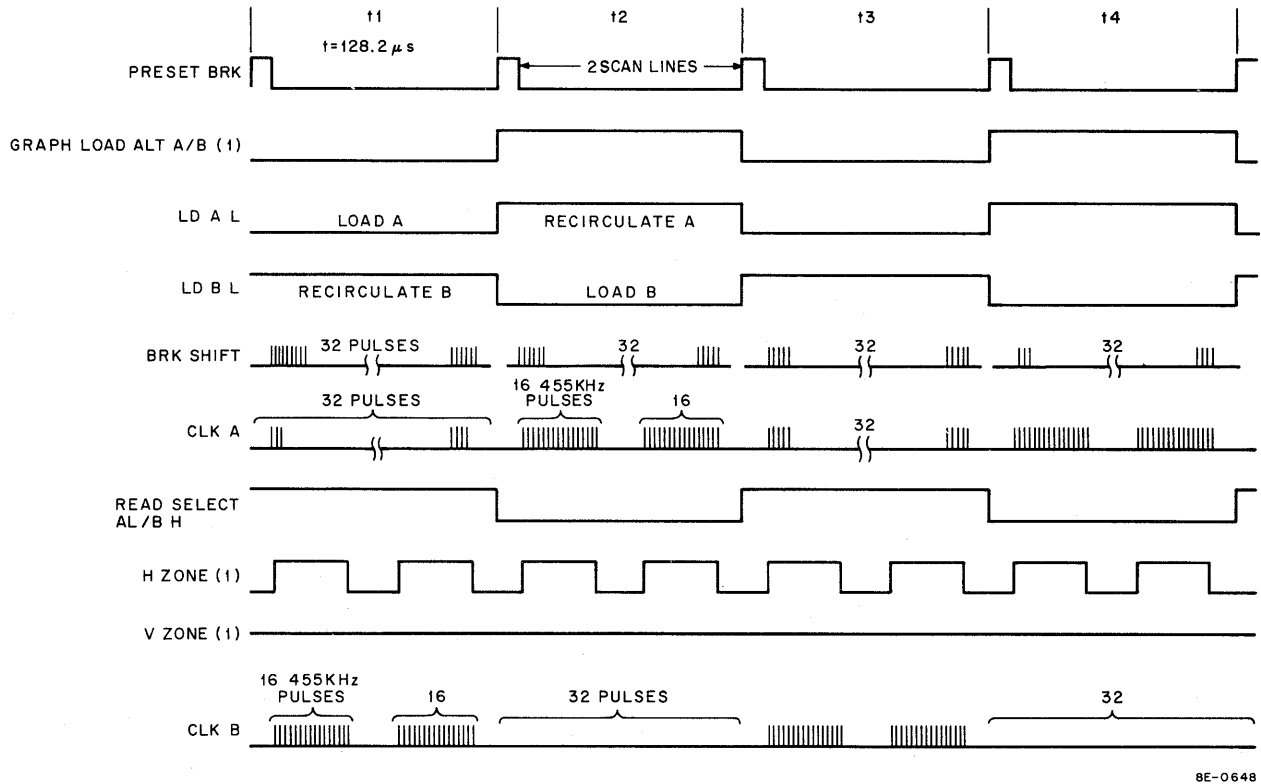 t1 t2 t3 t4
t=128.2 μs
PRESET BRK
2 SCAN LINES
GRAPH LOAD ALT A/B (1)
LD A L
LOAD A
RECIRCULATE A
LD B L
RECIRCULATE B
LOAD B
BRK SHIFT
32 PULSES
32
32
32
CLK A
32 PULSES
16 455KHz
PULSES
16
32
READ SELECT
AL/B H
H ZONE (1)
V ZONE (1)
CLK B
16 455KHz
PULSES
16
32 PULSES
32
8E-0648